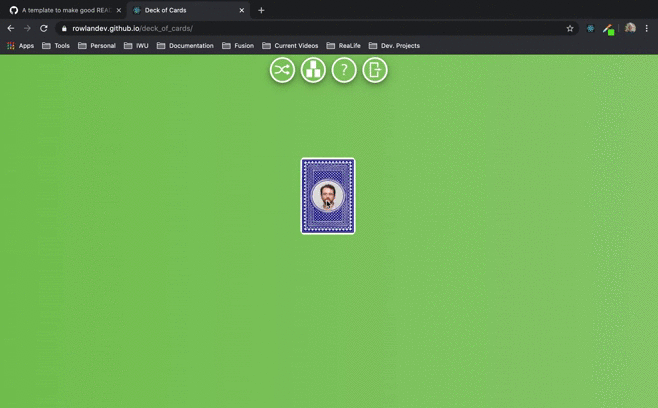 A template to make good REA
Deck of Cards
rowlandev.github.io/deck_of_cards/
Apps Tools Personal IWU Documentation Fusion Current Videos ReaLife Dev. Projects
?